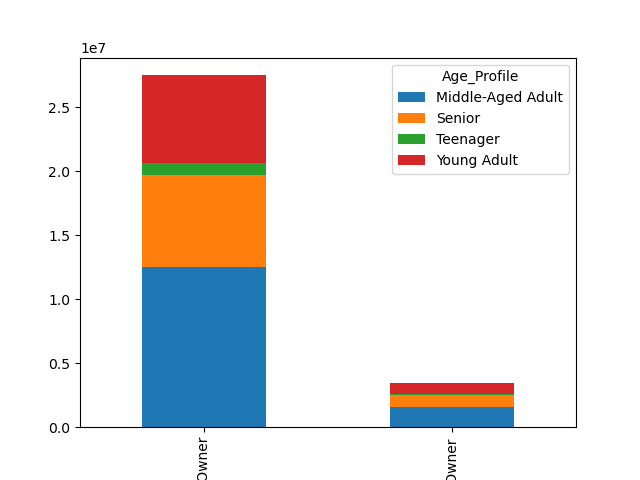 1e7
Age_Profile
Middle-Aged Adult
Senior
Teenager
Young Adult
2.5
2.0
1.5
1.0
0.5
0.0
Owner
Owner